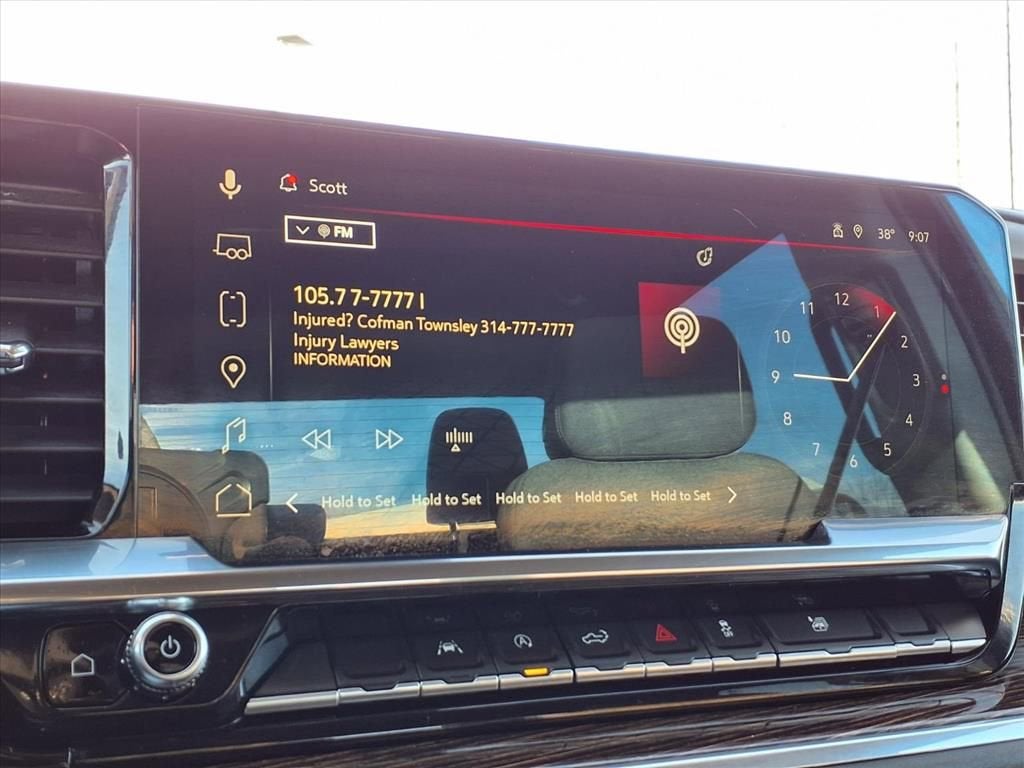 Scott
FM
38° 9:07
105.7 7-7777 I
Injured? Cofman Townsley 314-777-7777
Injury Lawyers
INFORMATION
12
1
2
3
4
5
6
7
8
9
10
11
...
Hold to Set Hold to Set Hold to Set Hold to Set Hold to Set
OFF